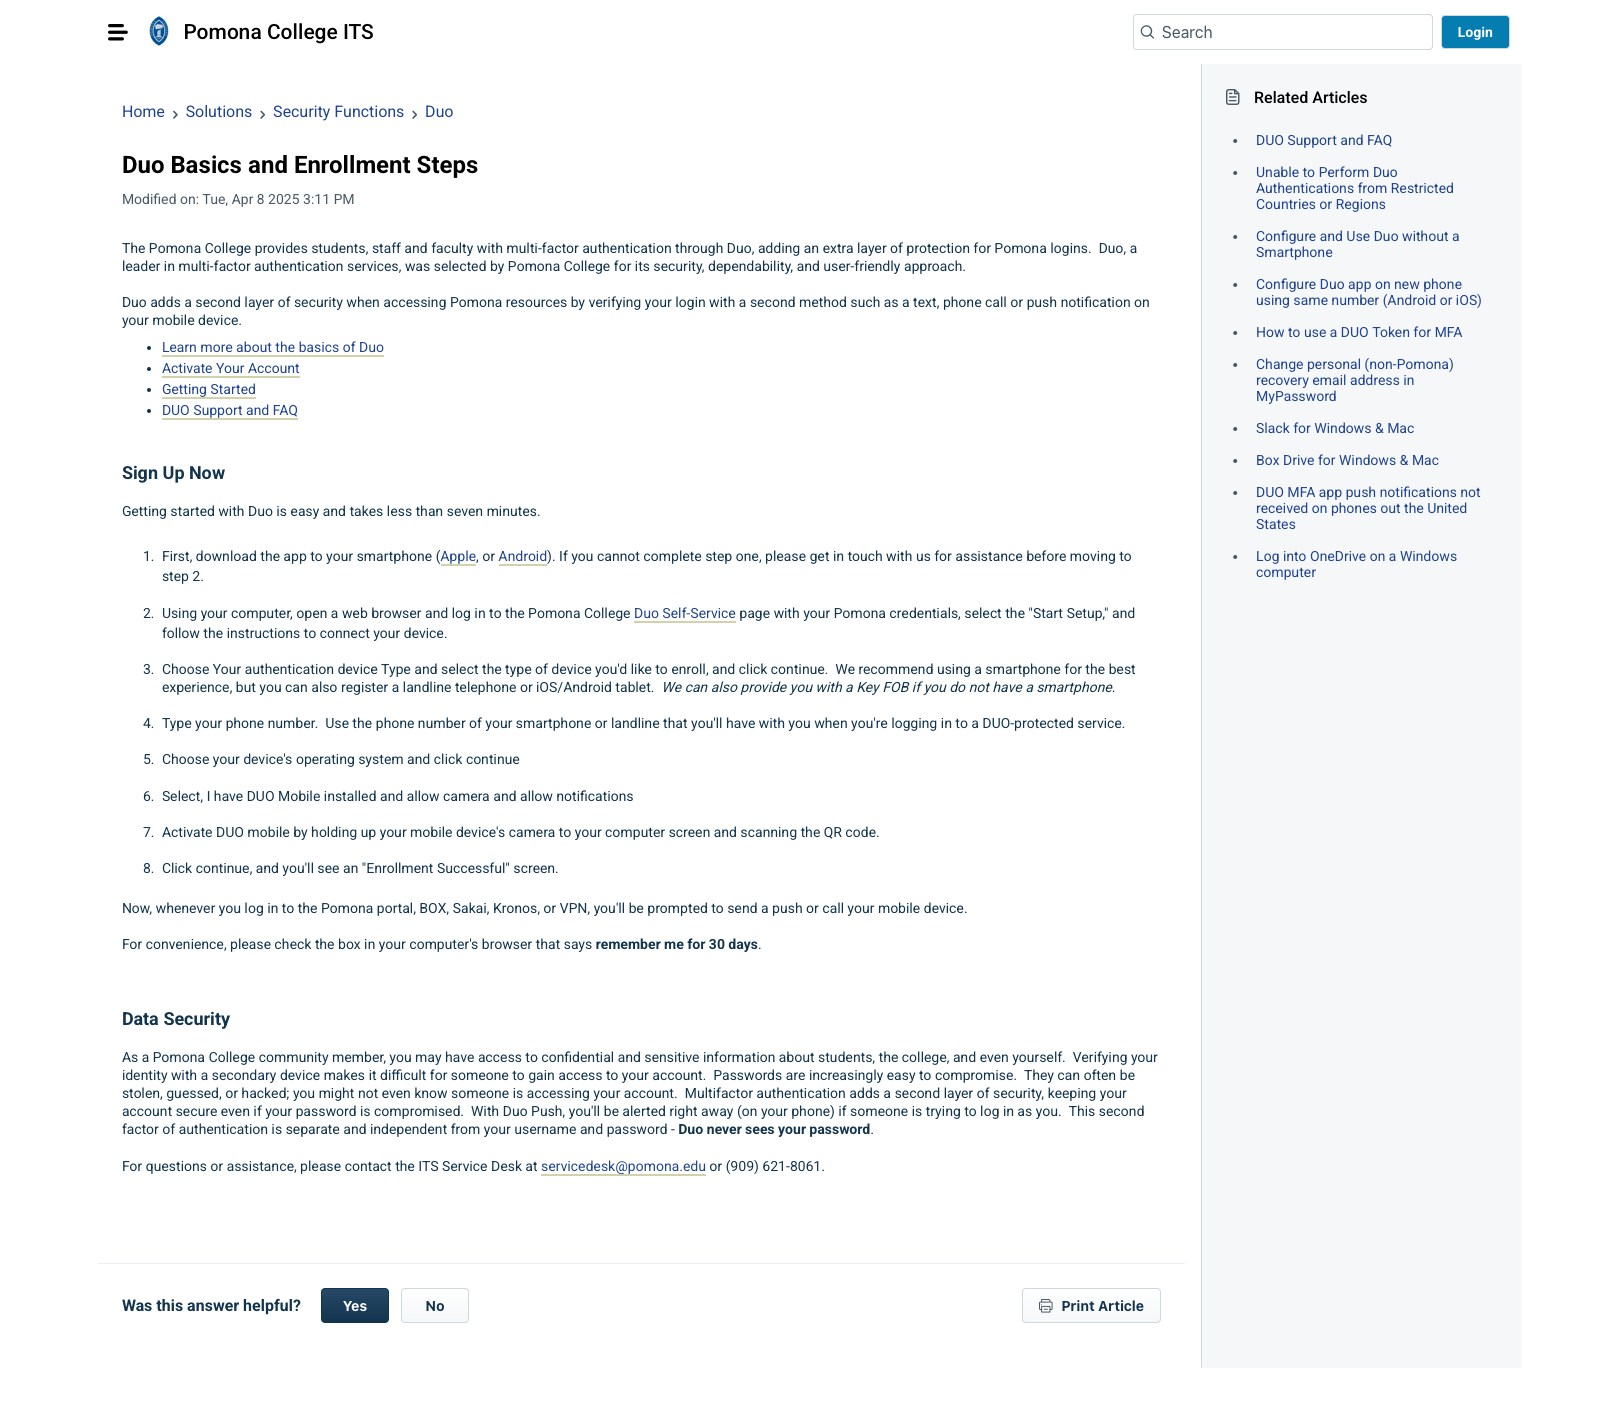 Pomona College ITS
Search
Login
Home > Solutions > Security Functions > Duo
Duo Basics and Enrollment Steps
Modified on: Tue, Apr 8 2025 3:11 PM
The Pomona College provides students, staff and faculty with multi-factor authentication through Duo, adding an extra layer of protection for Pomona logins.  Duo, a
leader in multi-factor authentication services, was selected by Pomona College for its security, dependability, and user-friendly approach.
Duo adds a second layer of security when accessing Pomona resources by verifying your login with a second method such as a text, phone call or push notification on
your mobile device.
• Learn more about the basics of Duo
• Activate Your Account
• Getting Started
• DUO Support and FAQ
Sign Up Now
Getting started with Duo is easy and takes less than seven minutes.
1. First, download the app to your smartphone (Apple, or Android). If you cannot complete step one, please get in touch with us for assistance before moving to
step 2.
2. Using your computer, open a web browser and log in to the Pomona College Duo Self-Service page with your Pomona credentials, select the "Start Setup," and
follow the instructions to connect your device.
3. Choose Your authentication device Type and select the type of device you'd like to enroll, and click continue.  We recommend using a smartphone for the best
experience, but you can also register a landline telephone or iOS/Android tablet.  We can also provide you with a Key FOB if you do not have a smartphone.
4. Type your phone number.  Use the phone number of your smartphone or landline that you'll have with you when you're logging in to a DUO-protected service.
5. Choose your device's operating system and click continue
6. Select, I have DUO Mobile installed and allow camera and allow notifications
7. Activate DUO mobile by holding up your mobile device's camera to your computer screen and scanning the QR code.
8. Click continue, and you'll see an "Enrollment Successful" screen.
Now, whenever you log in to the Pomona portal, BOX, Sakai, Kronos, or VPN, you'll be prompted to send a push or call your mobile device.
For convenience, please check the box in your computer's browser that says remember me for 30 days.
Data Security
As a Pomona College community member, you may have access to confidential and sensitive information about students, the college, and even yourself.  Verifying your
identity with a secondary device makes it difficult for someone to gain access to your account.  Passwords are increasingly easy to compromise.  They can often be
stolen, guessed, or hacked; you might not even know someone is accessing your account.  Multifactor authentication adds a second layer of security, keeping your
account secure even if your password is compromised.  With Duo Push, you'll be alerted right away (on your phone) if someone is trying to log in as you.  This second
factor of authentication is separate and independent from your username and password - Duo never sees your password.
For questions or assistance, please contact the ITS Service Desk at servicedesk@pomona.edu or (909) 621-8061.
Was this answer helpful?
Yes
No
Print Article
Related Articles
• DUO Support and FAQ
• Unable to Perform Duo
Authentications from Restricted
Countries or Regions
• Configure and Use Duo without a
Smartphone
• Configure Duo app on new phone
using same number (Android or iOS)
• How to use a DUO Token for MFA
• Change personal (non-Pomona)
recovery email address in
MyPassword
• Slack for Windows & Mac
• Box Drive for Windows & Mac
• DUO MFA app push notifications not
received on phones out the United
States
• Log into OneDrive on a Windows
computer